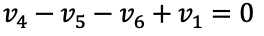 v₄ − v₅ − v₆ + v₁ = 0